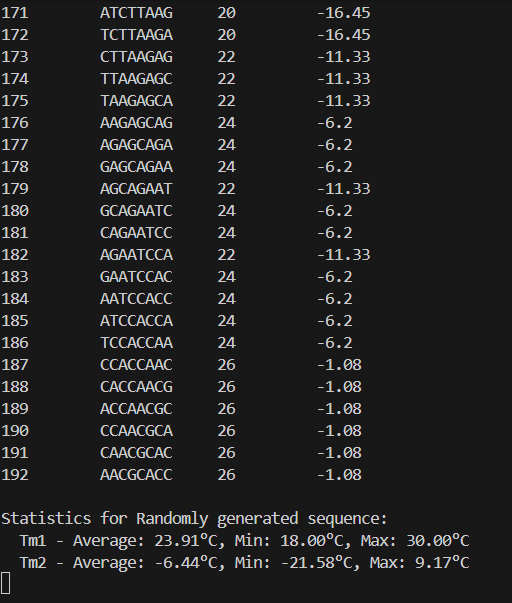 171 ATCTTAAG 20 -16.45
172 TCTTAAGA 20 -16.45
173 CTTAAGAG 22 -11.33
174 TTAAGAGC 22 -11.33
175 TAAGAGCA 22 -11.33
176 AAGAGCAG 24 -6.2
177 AGAGCAGA 24 -6.2
178 GAGCAGAA 24 -6.2
179 AGCAGAAT 22 -11.33
180 GCAGAATC 24 -6.2
181 CAGAATCC 24 -6.2
182 AGAATCCA 22 -11.33
183 GAATCCAC 24 -6.2
184 AATCCACC 24 -6.2
185 ATCCACCA 24 -6.2
186 TCCACCAA 24 -6.2
187 CCACCAAC 26 -1.08
188 CACCAACG 26 -1.08
189 ACCAACGC 26 -1.08
190 CCAACGCA 26 -1.08
191 CAACGCAC 26 -1.08
192 AACGCACC 26 -1.08
Statistics for Randomly generated sequence:
Tm1 - Average: 23.91ºC, Min: 18.00ºC, Max: 30.00ºC
Tm2 - Average: -6.44ºC, Min: -21.58ºC, Max: 9.17ºC